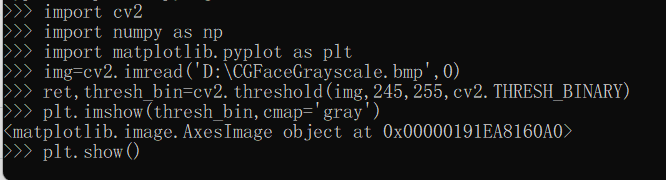 >>> import cv2
>>> import numpy as np
>>> import matplotlib.pyplot as plt
>>> img=cv2.imread('D:\CGFaceGrayscale.bmp',0)
>>> ret,thresh_bin=cv2.threshold(img,245,255,cv2.THRESH_BINARY)
>>> plt.imshow(thresh_bin,cmap='gray')
<matplotlib.image.AxesImage object at 0x00000191EA8160A0>
>>> plt.show()